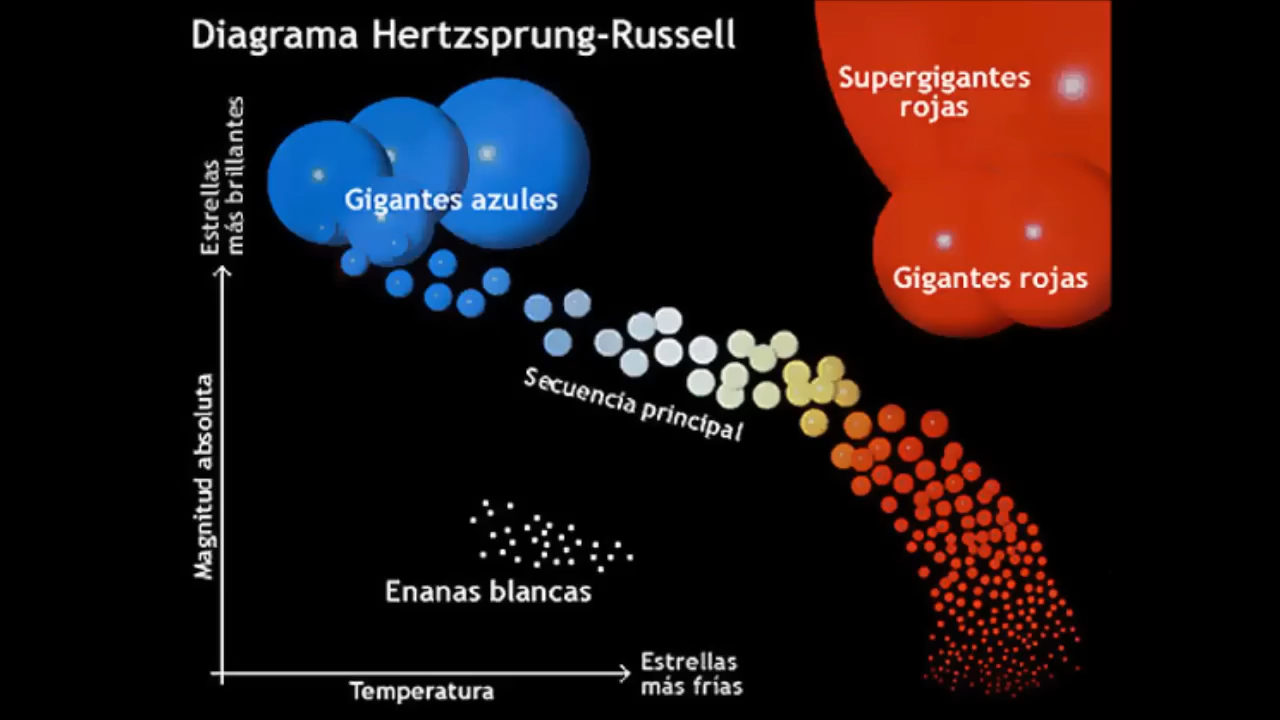 Diagrama Hertzsprung-Russell
Supergigantes
rojas
Estrellas
más brillantes
Gigantes azules
Gigantes rojas
Secuencia principal
Magnitud absoluta
Enanas blancas
Estrellas
más frías
Temperatura